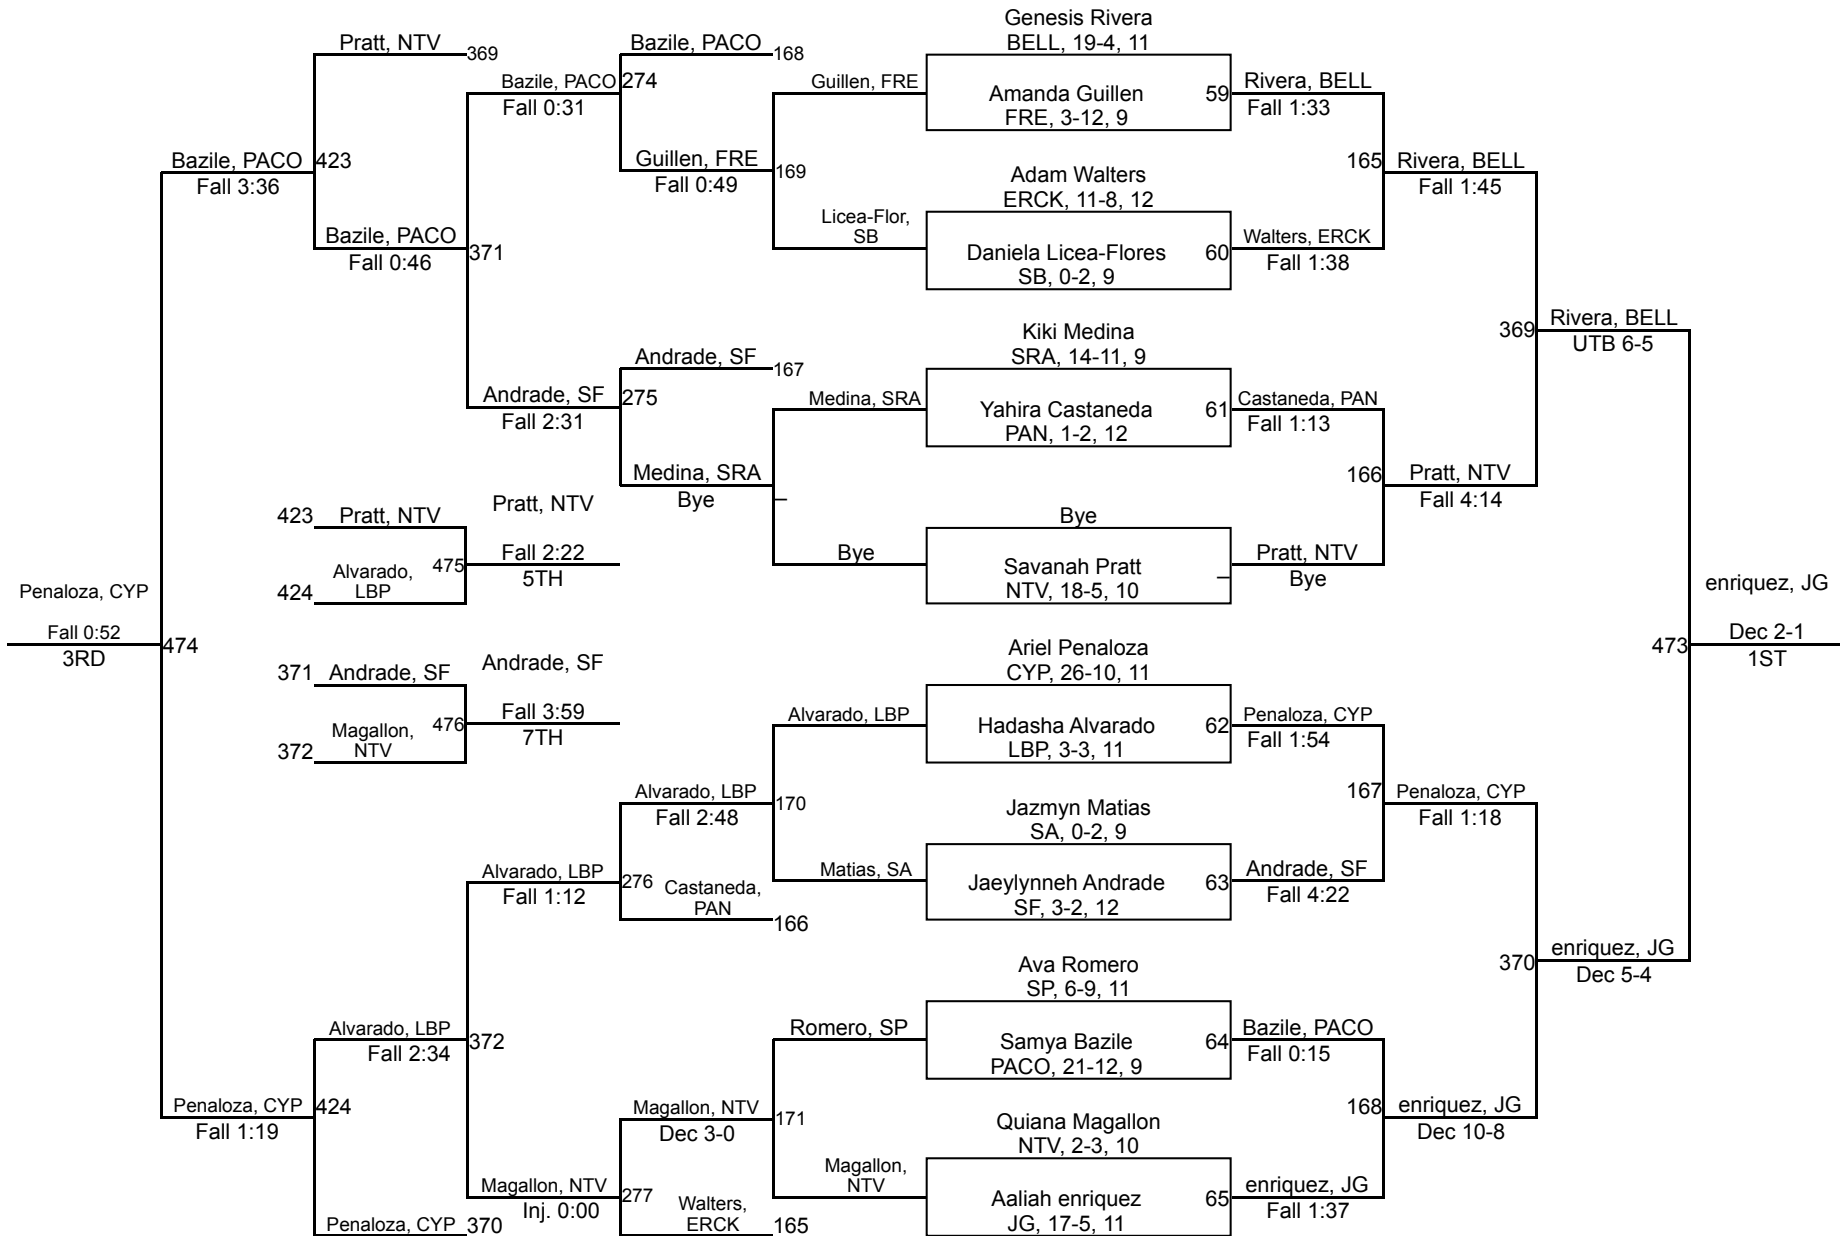 Genesis Rivera
BELL, 19-4, 11
Pratt, NTV
369
Bazile, PACO
168
Bazile, PACO
274
Fall 0:31
Guillen, FRE
Amanda Guillen
FRE, 3-12, 9
59
Rivera, BELL
Fall 1:33
Bazile, PACO
423
Fall 3:36
Guillen, FRE
169
Fall 0:49
Adam Walters
ERCK, 11-8, 12
165
Rivera, BELL
Fall 1:45
Bazile, PACO
371
Fall 0:46
Licea-Flor,
SB
Daniela Licea-Flores
SB, 0-2, 9
60
Walters, ERCK
Fall 1:38
369
Rivera, BELL
UTB 6-5
Kiki Medina
SRA, 14-11, 9
Andrade, SF
167
Andrade, SF
275
Fall 2:31
Medina, SRA
Yahira Castaneda
PAN, 1-2, 12
61
Castaneda, PAN
Fall 1:13
Medina, SRA
Bye
–
166
Pratt, NTV
Fall 4:14
423
Pratt, NTV
Pratt, NTV
Bye
475
Fall 2:22
5TH
424
Alvarado,
LBP
Bye
Savanah Pratt
NTV, 18-5, 10
–
Pratt, NTV
Bye
Penaloza, CYP
Fall 0:52
3RD
474
enriquez, JG
473
Dec 2-1
1ST
371
Andrade, SF
Andrade, SF
Ariel Penaloza
CYP, 26-10, 11
476
Fall 3:59
7TH
372
Magallon,
NTV
Alvarado, LBP
Hadasha Alvarado
LBP, 3-3, 11
62
Penaloza, CYP
Fall 1:54
Alvarado, LBP
170
Fall 2:48
Jazmyn Matias
SA, 0-2, 9
167
Penaloza, CYP
Fall 1:18
Alvarado, LBP
276
Fall 1:12
Castaneda,
PAN
166
Matias, SA
Jaeylynneh Andrade
SF, 3-2, 12
63
Andrade, SF
Fall 4:22
370
enriquez, JG
Dec 5-4
Ava Romero
SP, 6-9, 11
Alvarado, LBP
372
Fall 2:34
Romero, SP
Samya Bazile
PACO, 21-12, 9
64
Bazile, PACO
Fall 0:15
Penaloza, CYP
424
Fall 1:19
Magallon, NTV
171
Dec 3-0
Quiana Magallon
NTV, 2-3, 10
168
enriquez, JG
Dec 10-8
Magallon, NTV
277
Inj. 0:00
Magallon,
NTV
Aaliah enriquez
JG, 17-5, 11
65
enriquez, JG
Fall 1:37
Penaloza, CYP
370
Walters,
ERCK
165